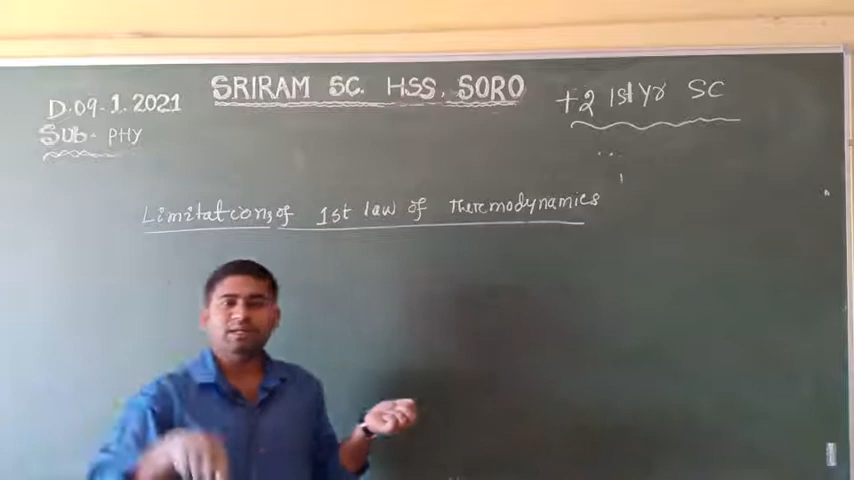 SRIRAM SC. HSS, SORO
D.09.1.2021
+2 1st Yr SC
Sub- PHY
Limitations of 1st law of Thermodynamics